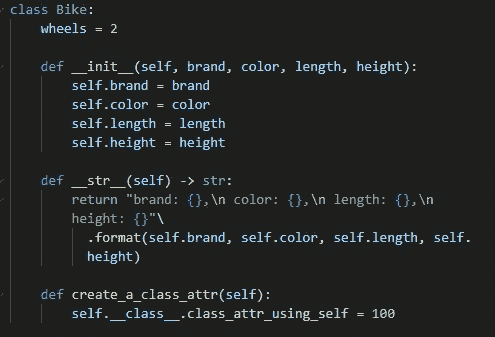 class Bike:
    wheels = 2

    def __init__(self, brand, color, length, height):
        self.brand = brand
        self.color = color
        self.length = length
        self.height = height

    def __str__(self) -> str:
        return "brand: {},\n color: {},\n length: {},\n
        height: {}"\
          .format(self.brand, self.color, self.length, self.
          height)

    def create_a_class_attr(self):
        self.__class__.class_attr_using_self = 100